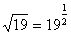 √19 = 19^{1/2}